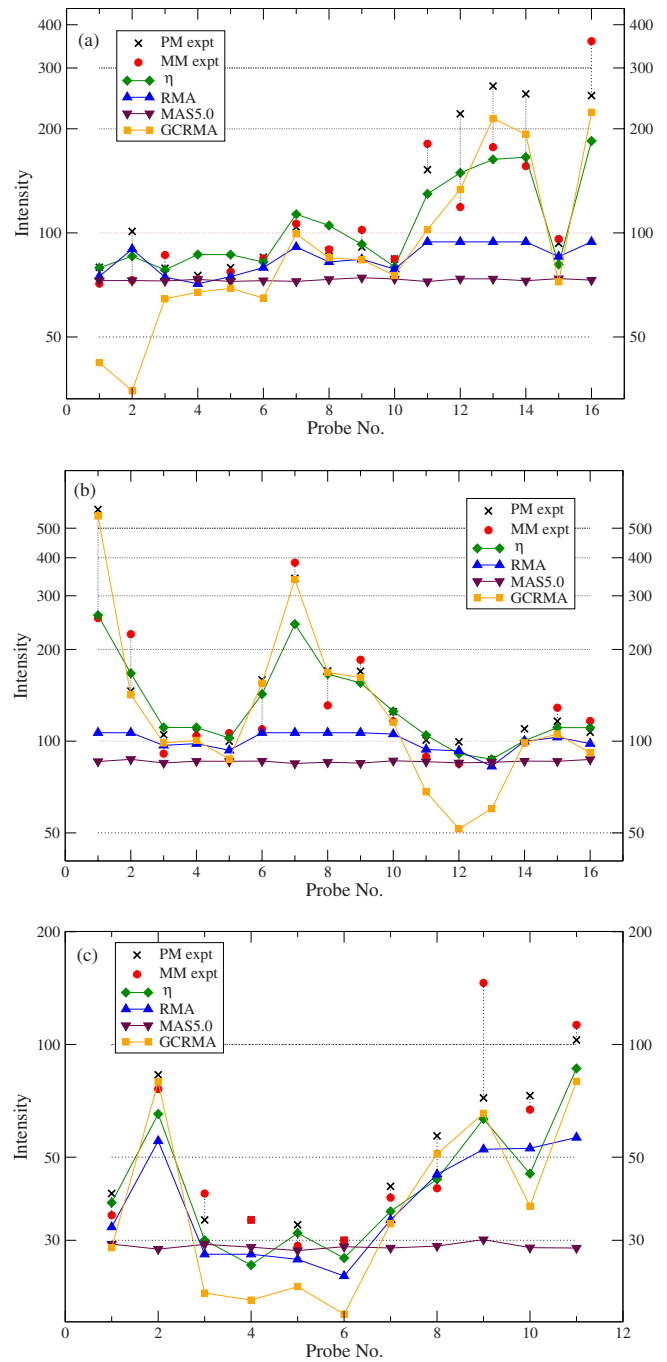 (a)
PM expt
MM expt
η
RMA
MAS5.0
GCRMA
400
300
200
100
50
400
300
200
100
50
Intensity
0 2 4 6 8 10 12 14 16
Probe No.
(b)
PM expt
MM expt
η
RMA
MAS5.0
GCRMA
500
400
300
200
100
50
500
400
300
200
100
50
Intensity
0 2 4 6 8 10 12 14 16
Probe No.
(c)
PM expt
MM expt
η
RMA
MAS5.0
GCRMA
200
100
50
30
200
100
50
30
Intensity
0 2 4 6 8 10 12
Probe No.